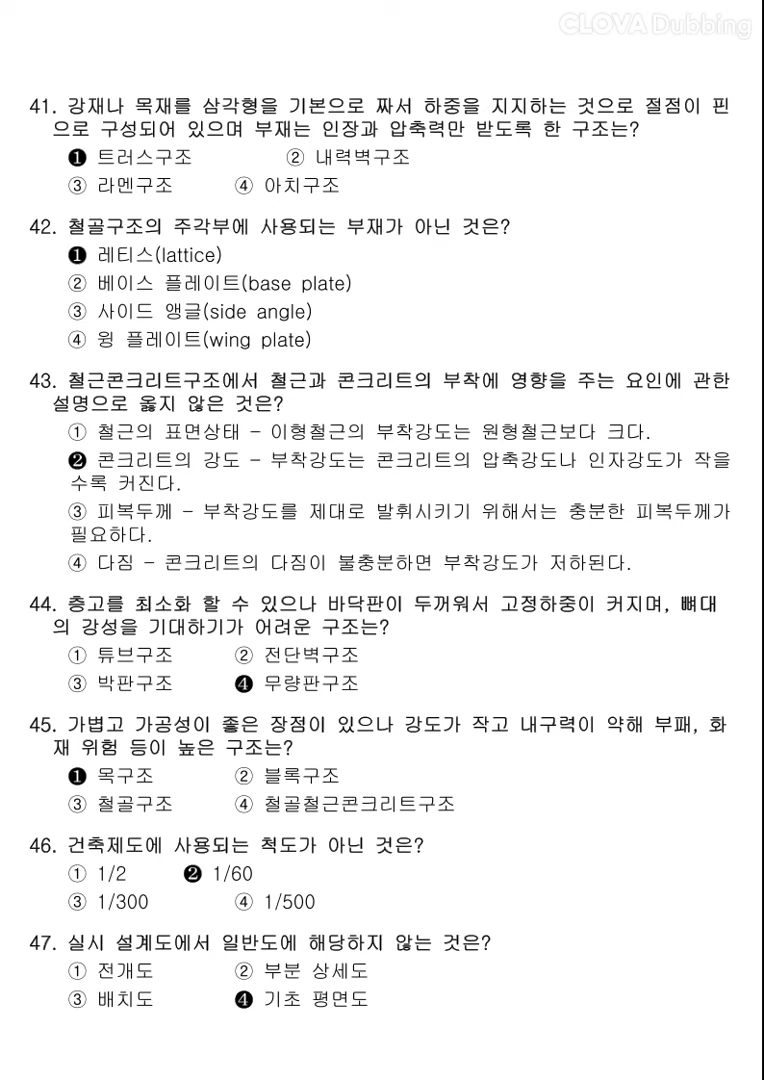 CLOVA Dubbing
41. 강재나 목재를 삼각형을 기본으로 짜서 하중을 지지하는 것으로 절점이 핀
으로 구성되어 있으며 부재는 인장과 압축력만 받도록 한 구조는?
❶ 트러스구조 ② 내력벽구조
③ 라멘구조 ④ 아치구조
42. 철골구조의 주각부에 사용되는 부재가 아닌 것은?
❶ 레티스(lattice)
② 베이스 플레이트(base plate)
③ 사이드 앵글(side angle)
④ 윙 플레이트(wing plate)
43. 철근콘크리트구조에서 철근과 콘크리트의 부착에 영향을 주는 요인에 관한
설명으로 옳지 않은 것은?
① 철근의 표면상태 - 이형철근의 부착강도는 원형철근보다 크다.
❷ 콘크리트의 강도 - 부착강도는 콘크리트의 압축강도나 인자강도가 작을
수록 커진다.
③ 피복두께 - 부착강도를 제대로 발휘시키기 위해서는 충분한 피복두께가
필요하다.
④ 다짐 - 콘크리트의 다짐이 불충분하면 부착강도가 저하된다.
44. 층고를 최소화 할 수 있으나 바닥판이 두꺼워서 고정하중이 커지며, 뼈대
의 강성을 기대하기가 어려운 구조는?
① 튜브구조 ② 전단벽구조
③ 박판구조 ❹ 무량판구조
45. 가볍고 가공성이 좋은 장점이 있으나 강도가 작고 내구력이 약해 부패, 화
재 위험 등이 높은 구조는?
❶ 목구조 ② 블록구조
③ 철골구조 ④ 철골철근콘크리트구조
46. 건축제도에 사용되는 척도가 아닌 것은?
① 1/2 ❷ 1/60
③ 1/300 ④ 1/500
47. 실시 설계도에서 일반도에 해당하지 않는 것은?
① 전개도 ② 부분 상세도
③ 배치도 ❹ 기초 평면도